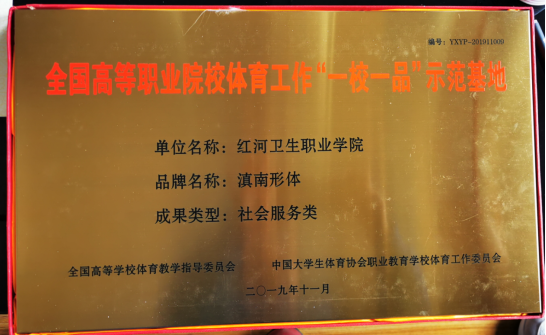 编号：YXYP-201911009
全国高等职业院校体育工作“一校一品”示范基地
单位名称：红河卫生职业学院
品牌名称：滇南形体
成果类型：社会服务类
全国高等学校体育教学指导委员会 中国大学生体育协会职业教育学校体育工作委员会
二〇一九年十一月